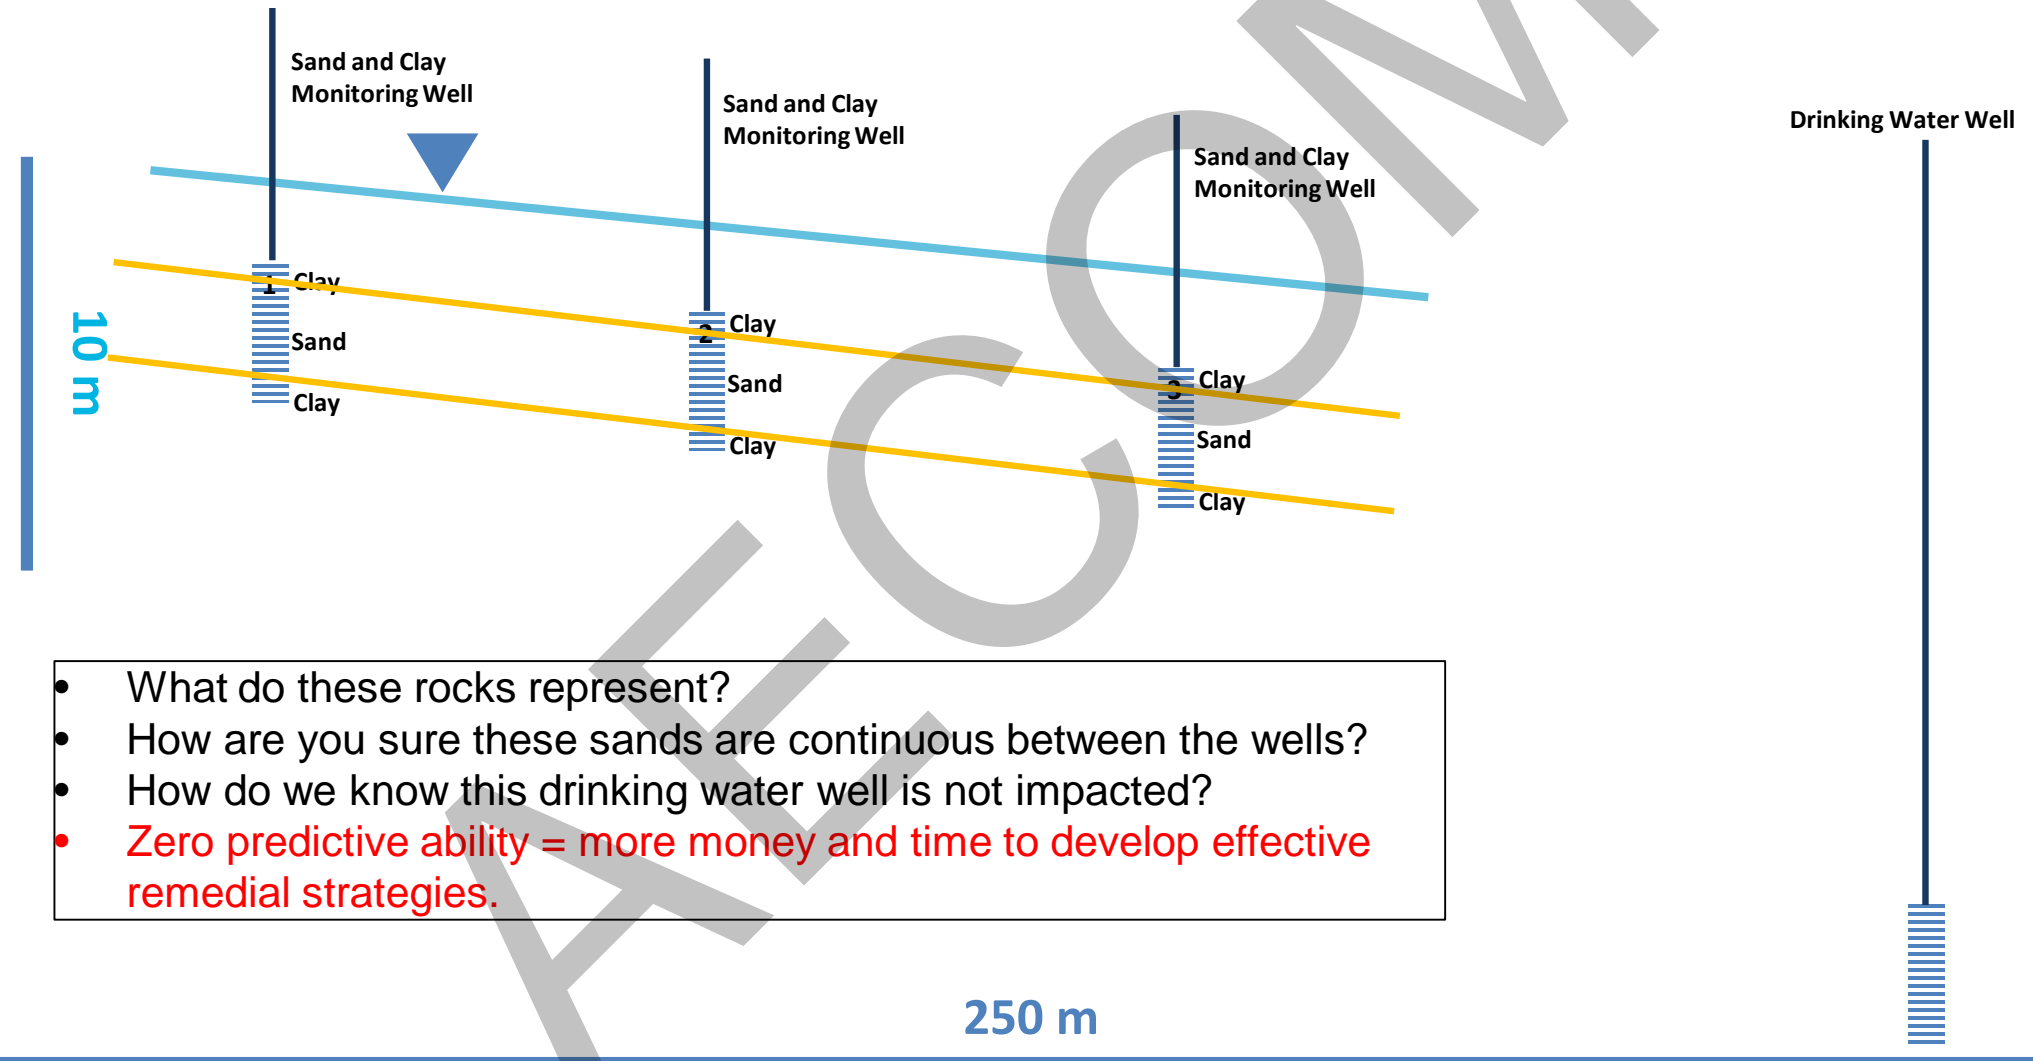 Sand and Clay
Monitoring Well
Sand and Clay
Monitoring Well
Sand and Clay
Monitoring Well
Drinking Water Well
10 m
1
Clay
Sand
Clay
2
Clay
Sand
Clay
3
Clay
Sand
Clay
• What do these rocks represent?
• How are you sure these sands are continuous between the wells?
• How do we know this drinking water well is not impacted?
• Zero predictive ability = more money and time to develop effective
remedial strategies.
250 m
AECOM